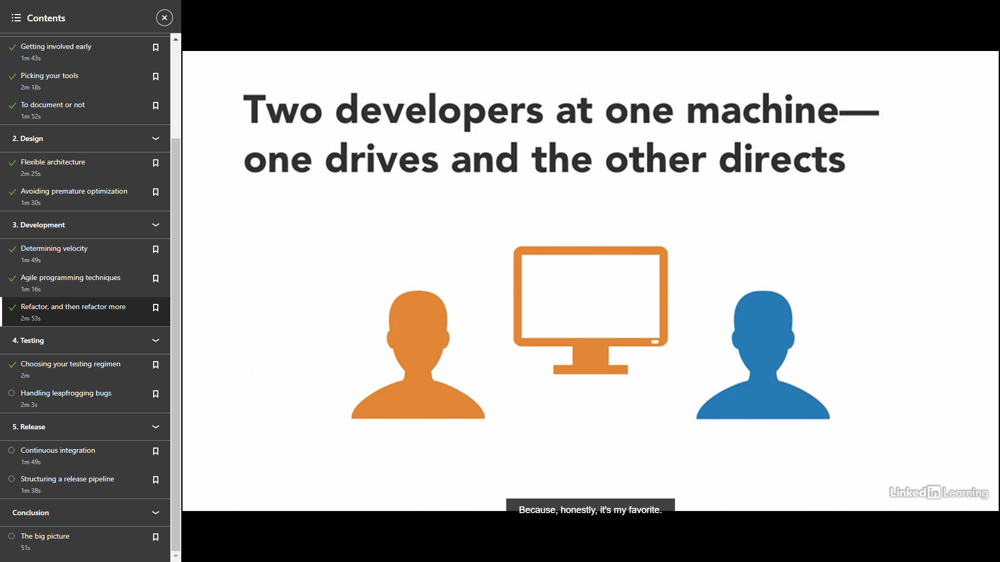 Contents
Getting involved early
1m 43s
Picking your tools
2m 18s
To document or not
1m 52s
2. Design
Flexible architecture
2m 25s
Avoiding premature optimization
1m 30s
3. Development
Determining velocity
1m 49s
Agile programming techniques
1m 16s
Refactor, and then refactor more
2m 53s
4. Testing
Choosing your testing regimen
2m
Handling leapfrogging bugs
2m 3s
5. Release
Continuous integration
1m 49s
Structuring a release pipeline
1m 38s
Conclusion
The big picture
51s
Two developers at one machine—
one drives and the other directs
Linked in Learning
Because, honestly, it's my favorite.